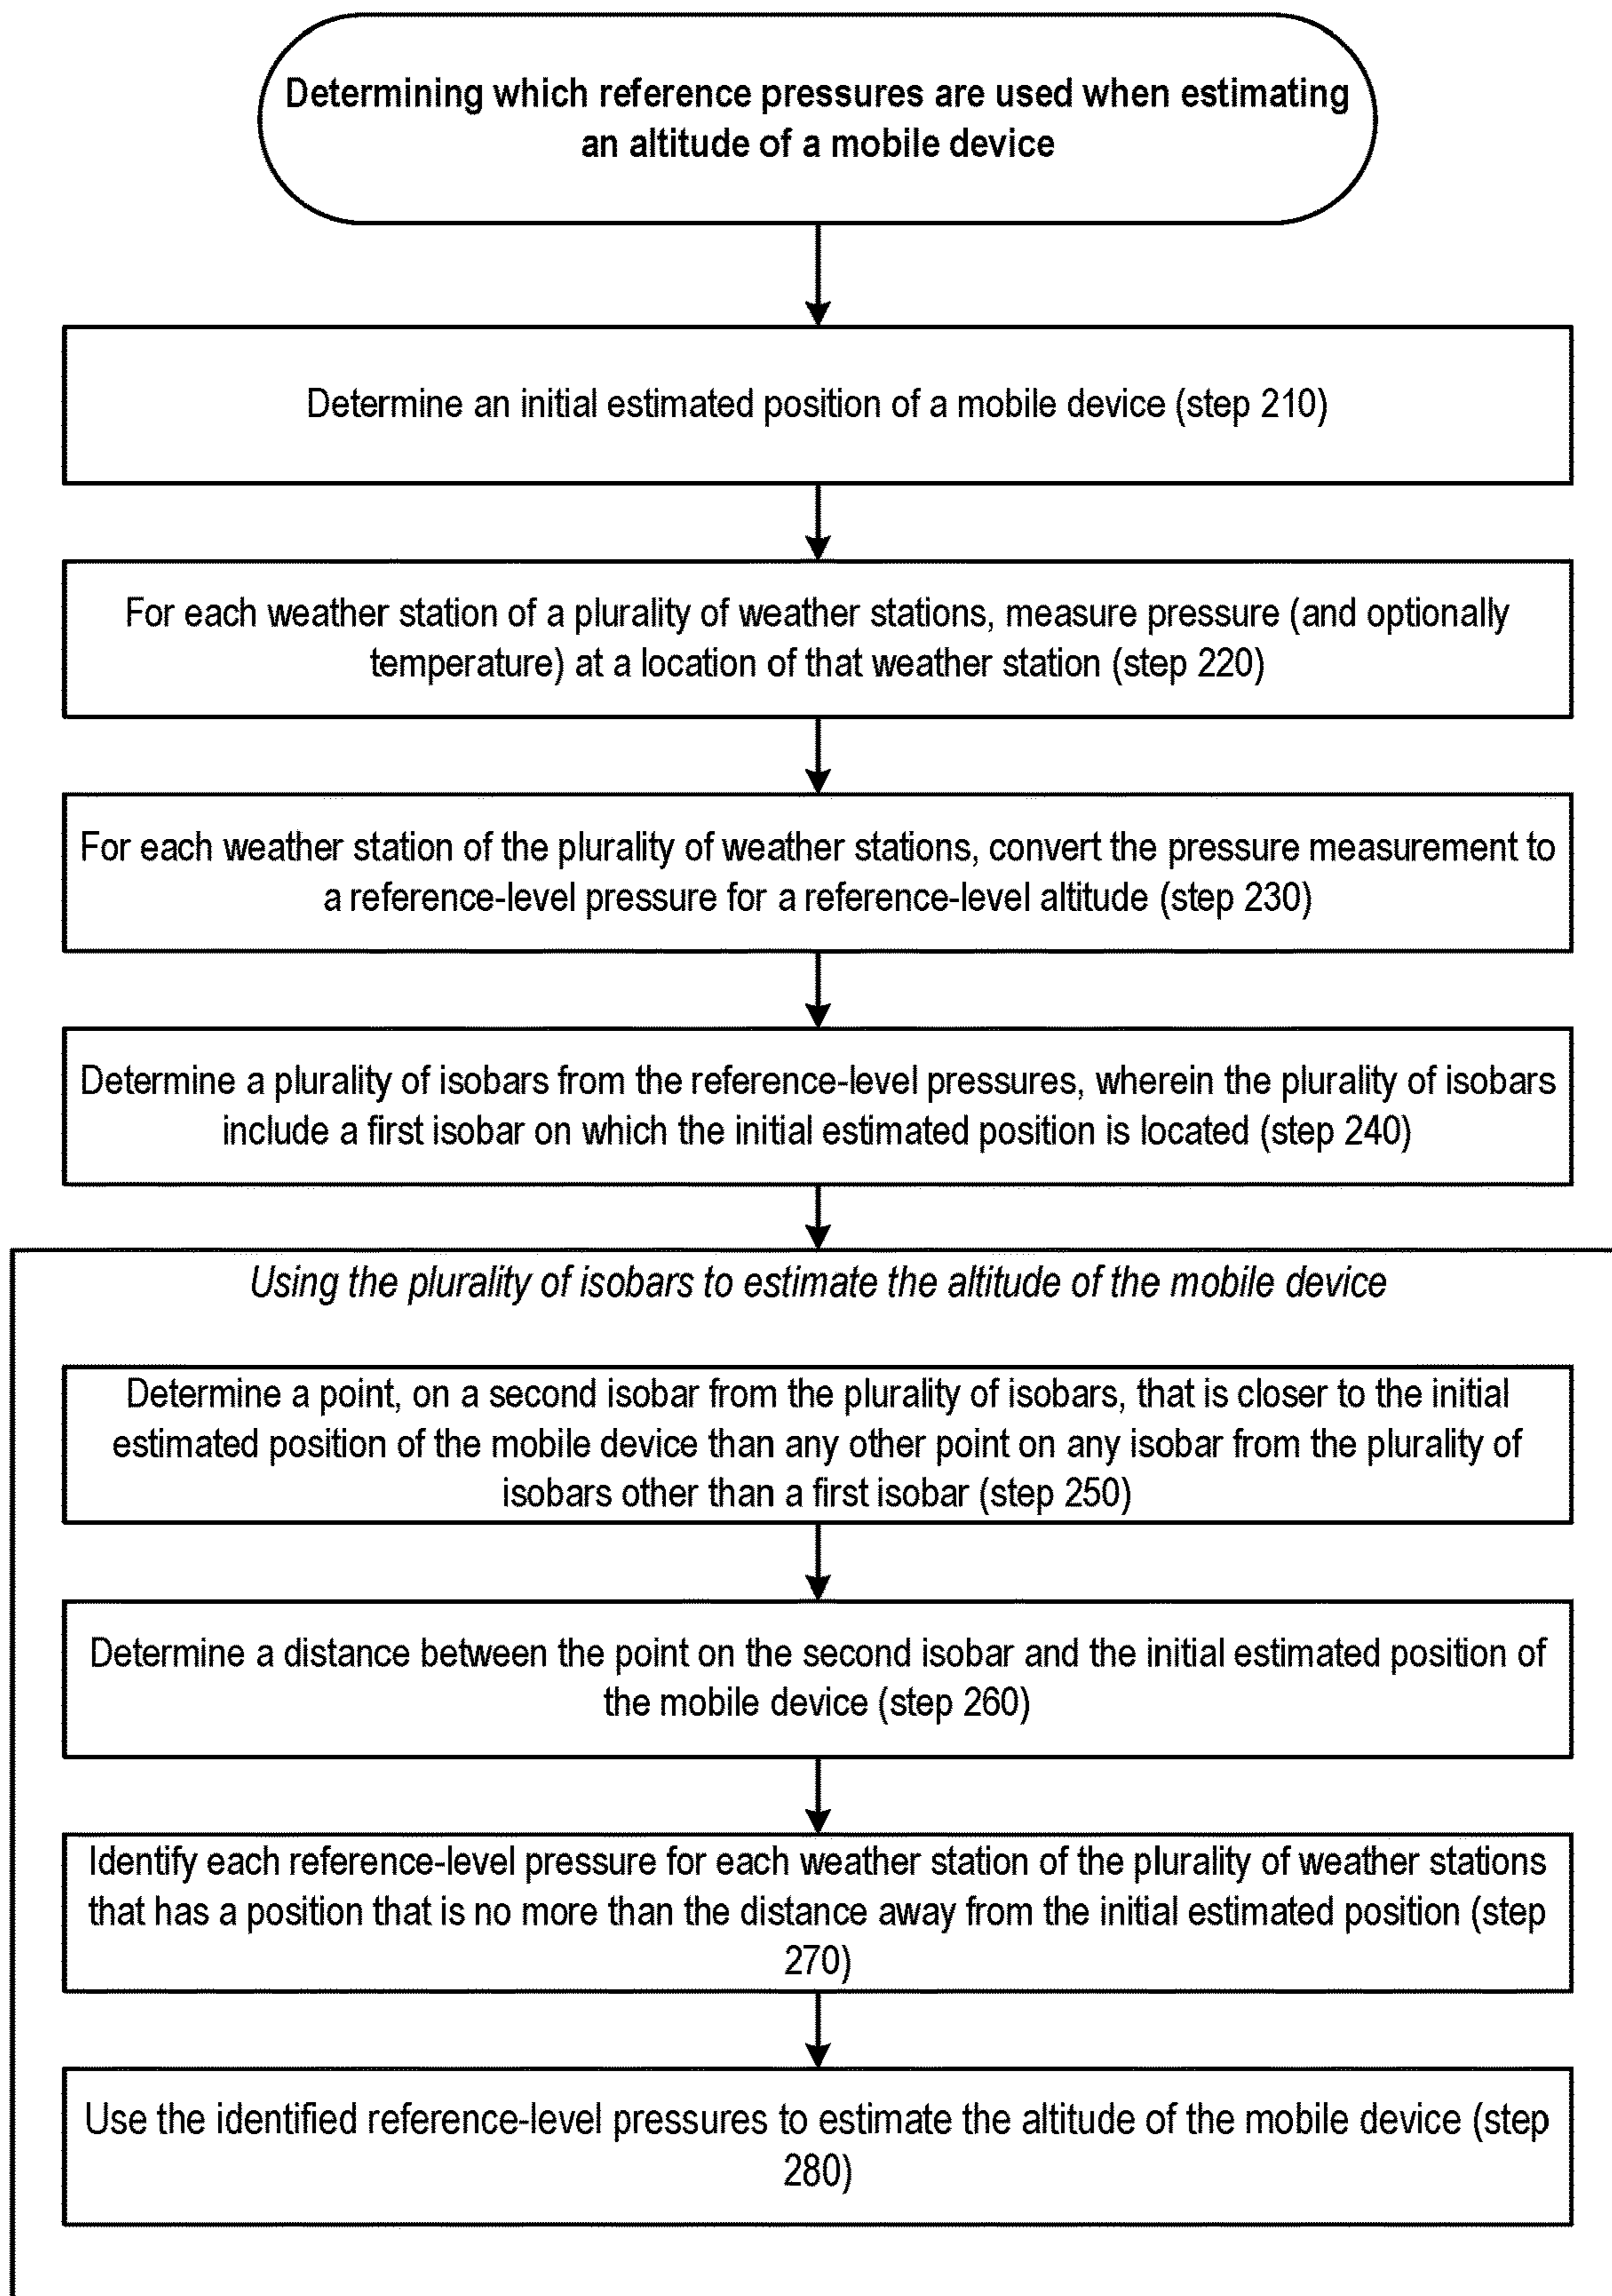 Determining which reference pressures are used when estimating
an altitude of a mobile device
Determine an initial estimated position of a mobile device (step 210)
For each weather station of a plurality of weather stations, measure pressure (and optionally
temperature) at a location of that weather station (step 220)
For each weather station of the plurality of weather stations, convert the pressure measurement to
a reference-level pressure for a reference-level altitude (step 230)
Determine a plurality of isobars from the reference-level pressures, wherein the plurality of isobars
include a first isobar on which the initial estimated position is located (step 240)
Using the plurality of isobars to estimate the altitude of the mobile device
Determine a point, on a second isobar from the plurality of isobars, that is closer to the initial
estimated position of the mobile device than any other point on any isobar from the plurality of
isobars other than a first isobar (step 250)
Determine a distance between the point on the second isobar and the initial estimated position of
the mobile device (step 260)
Identify each reference-level pressure for each weather station of the plurality of weather stations
that has a position that is no more than the distance away from the initial estimated position (step
270)
Use the identified reference-level pressures to estimate the altitude of the mobile device (step
280)